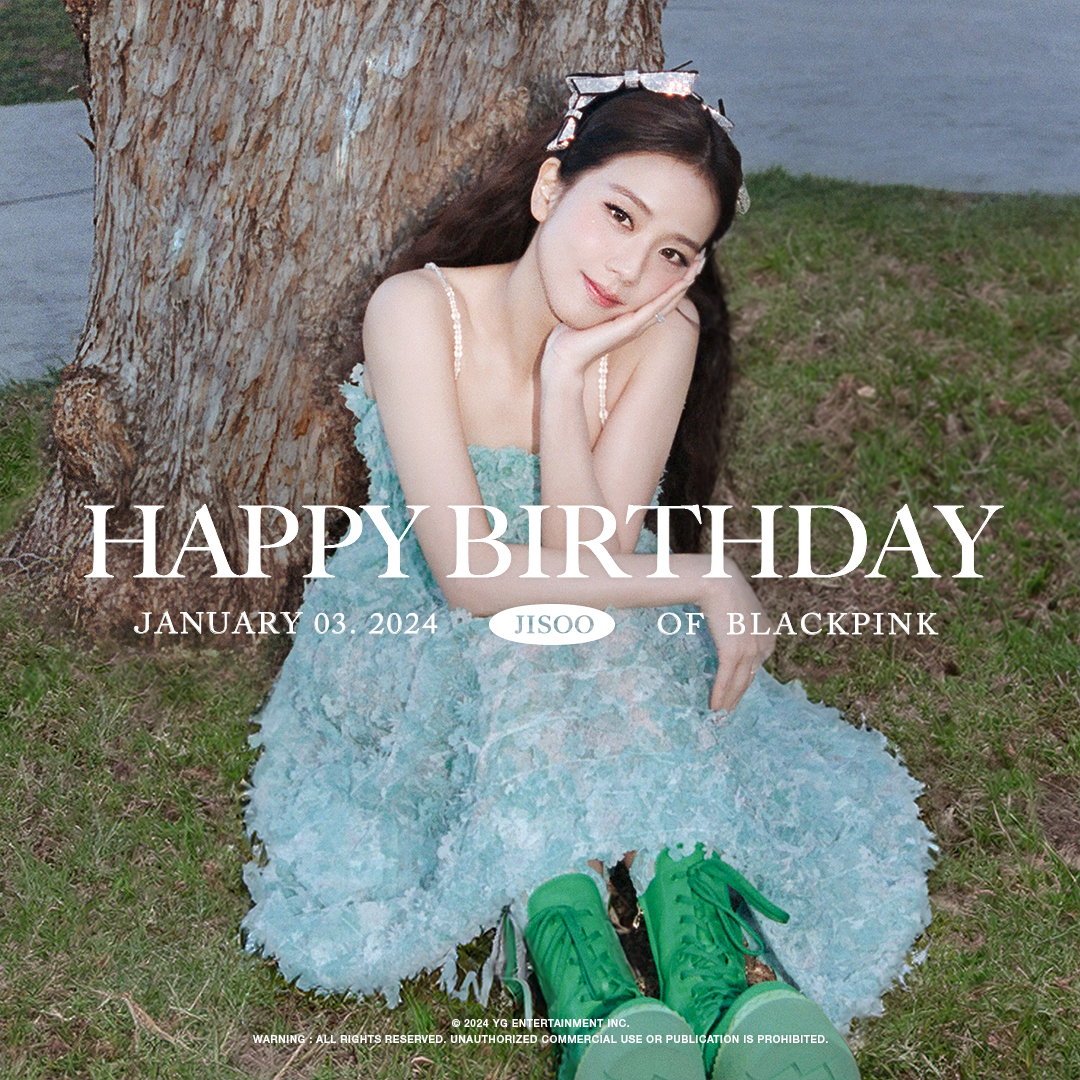 HAPPY BIRTHDAY
JANUARY 03. 2024 JISOO OF BLACKPINK
© 2024 YG ENTERTAINMENT INC.
WARNING : ALL RIGHTS RESERVED. UNAUTHORIZED COMMERCIAL USE OR PUBLICATION IS PROHIBITED.